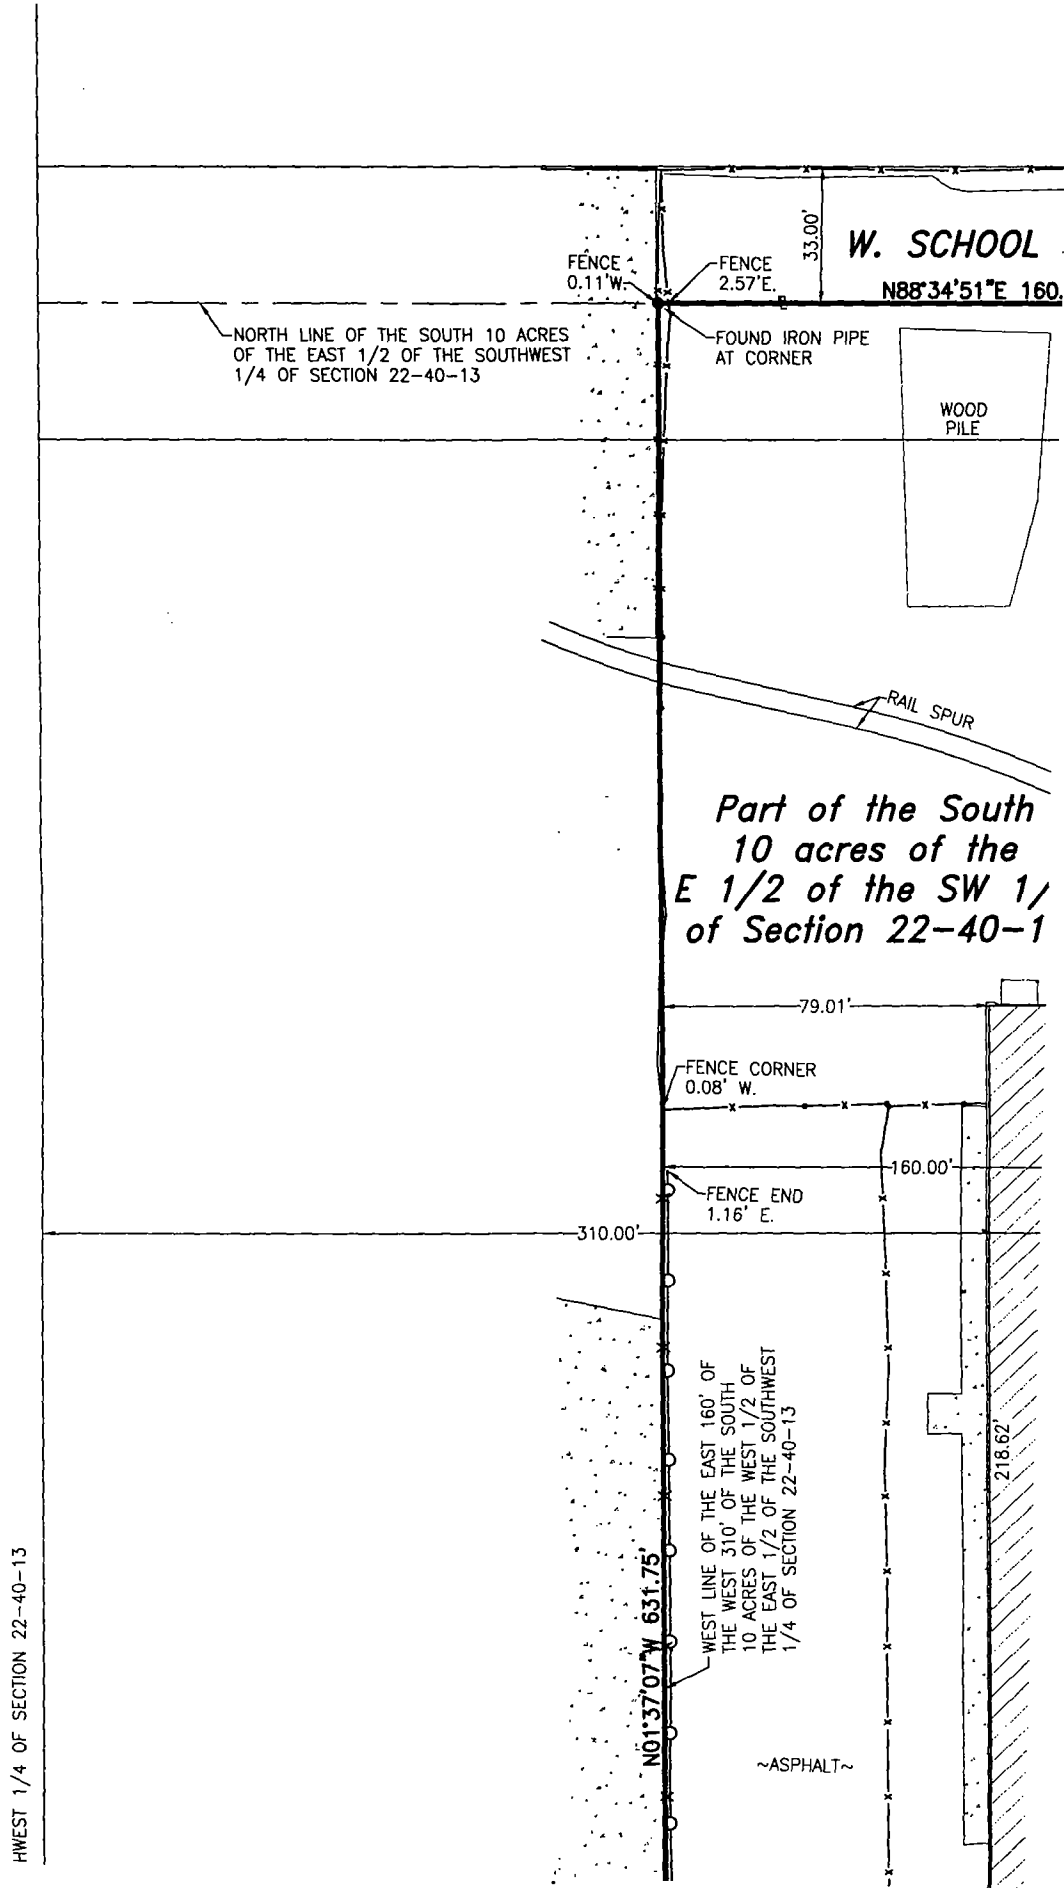 33.00'
W. SCHOOL
FENCE
0.11'W.
FENCE
2.57'E.
N88°34'51"E 160.
NORTH LINE OF THE SOUTH 10 ACRES
OF THE EAST 1/2 OF THE SOUTHWEST
1/4 OF SECTION 22-40-13
FOUND IRON PIPE
AT CORNER
WOOD
PILE
RAIL SPUR
Part of the South
10 acres of the
E 1/2 of the SW 1/
of Section 22-40-1
79.01'
FENCE CORNER
0.08' W.
160.00'
FENCE END
1.16' E.
310.00'
WEST LINE OF THE EAST 160' OF
THE WEST 310' OF THE SOUTH
10 ACRES OF THE WEST 1/2 OF
THE EAST 1/2 OF THE SOUTHWEST
1/4 OF SECTION 22-40-13
218.62'
N01°37'07"W 631.75'
HWEST 1/4 OF SECTION 22-40-13
~ASPHALT~